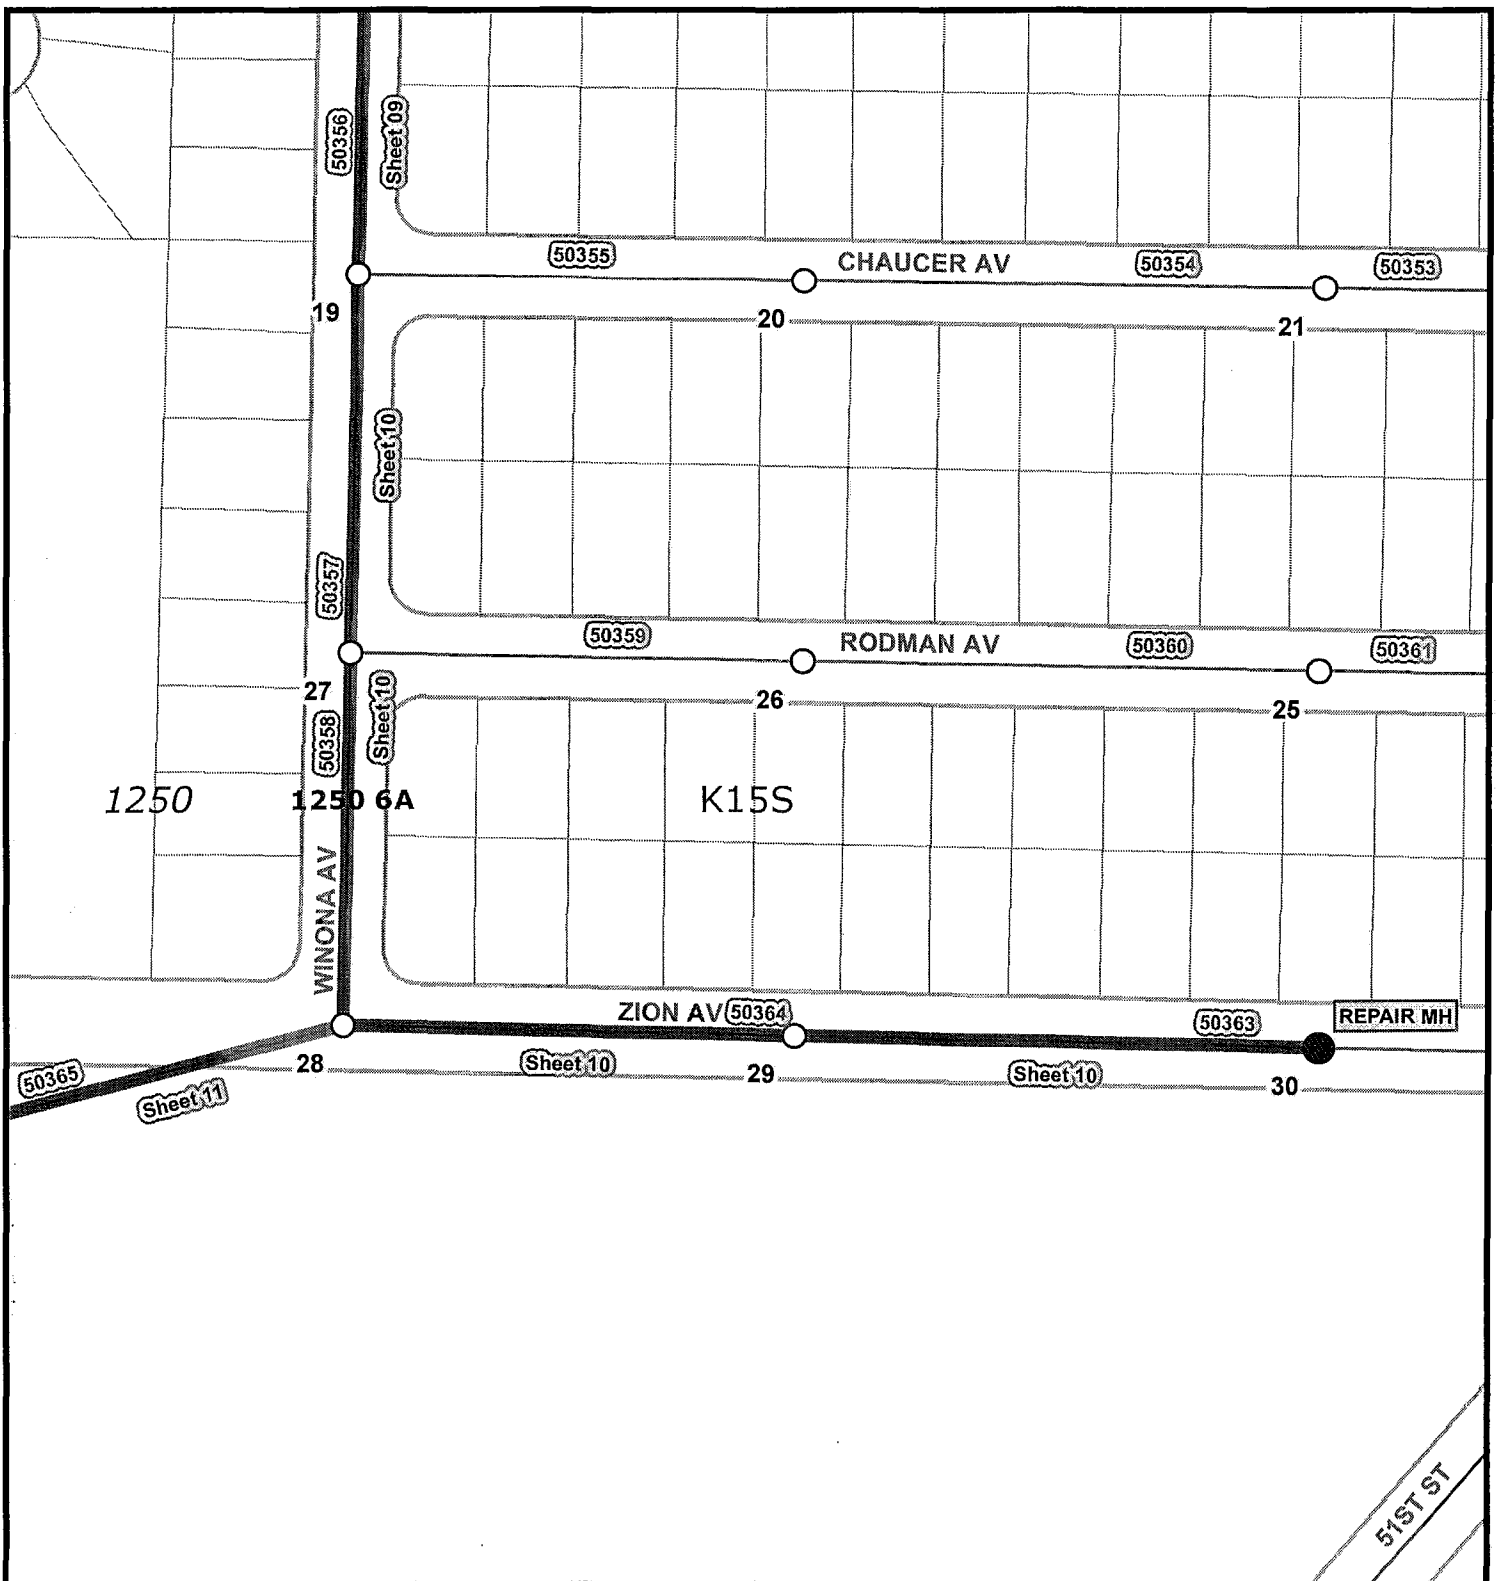 50356
Sheet 09
50355
CHAUCER AV
50354
50353
19
20
21
Sheet 10
50357
50359
RODMAN AV
50360
50361
27
26
25
50358
Sheet 10
1250
1250 6A
K15S
WINONA AV
ZION AV
50364
50363
REPAIR MH
50365
28
Sheet 10
29
Sheet 10
30
Sheet 11
51ST ST